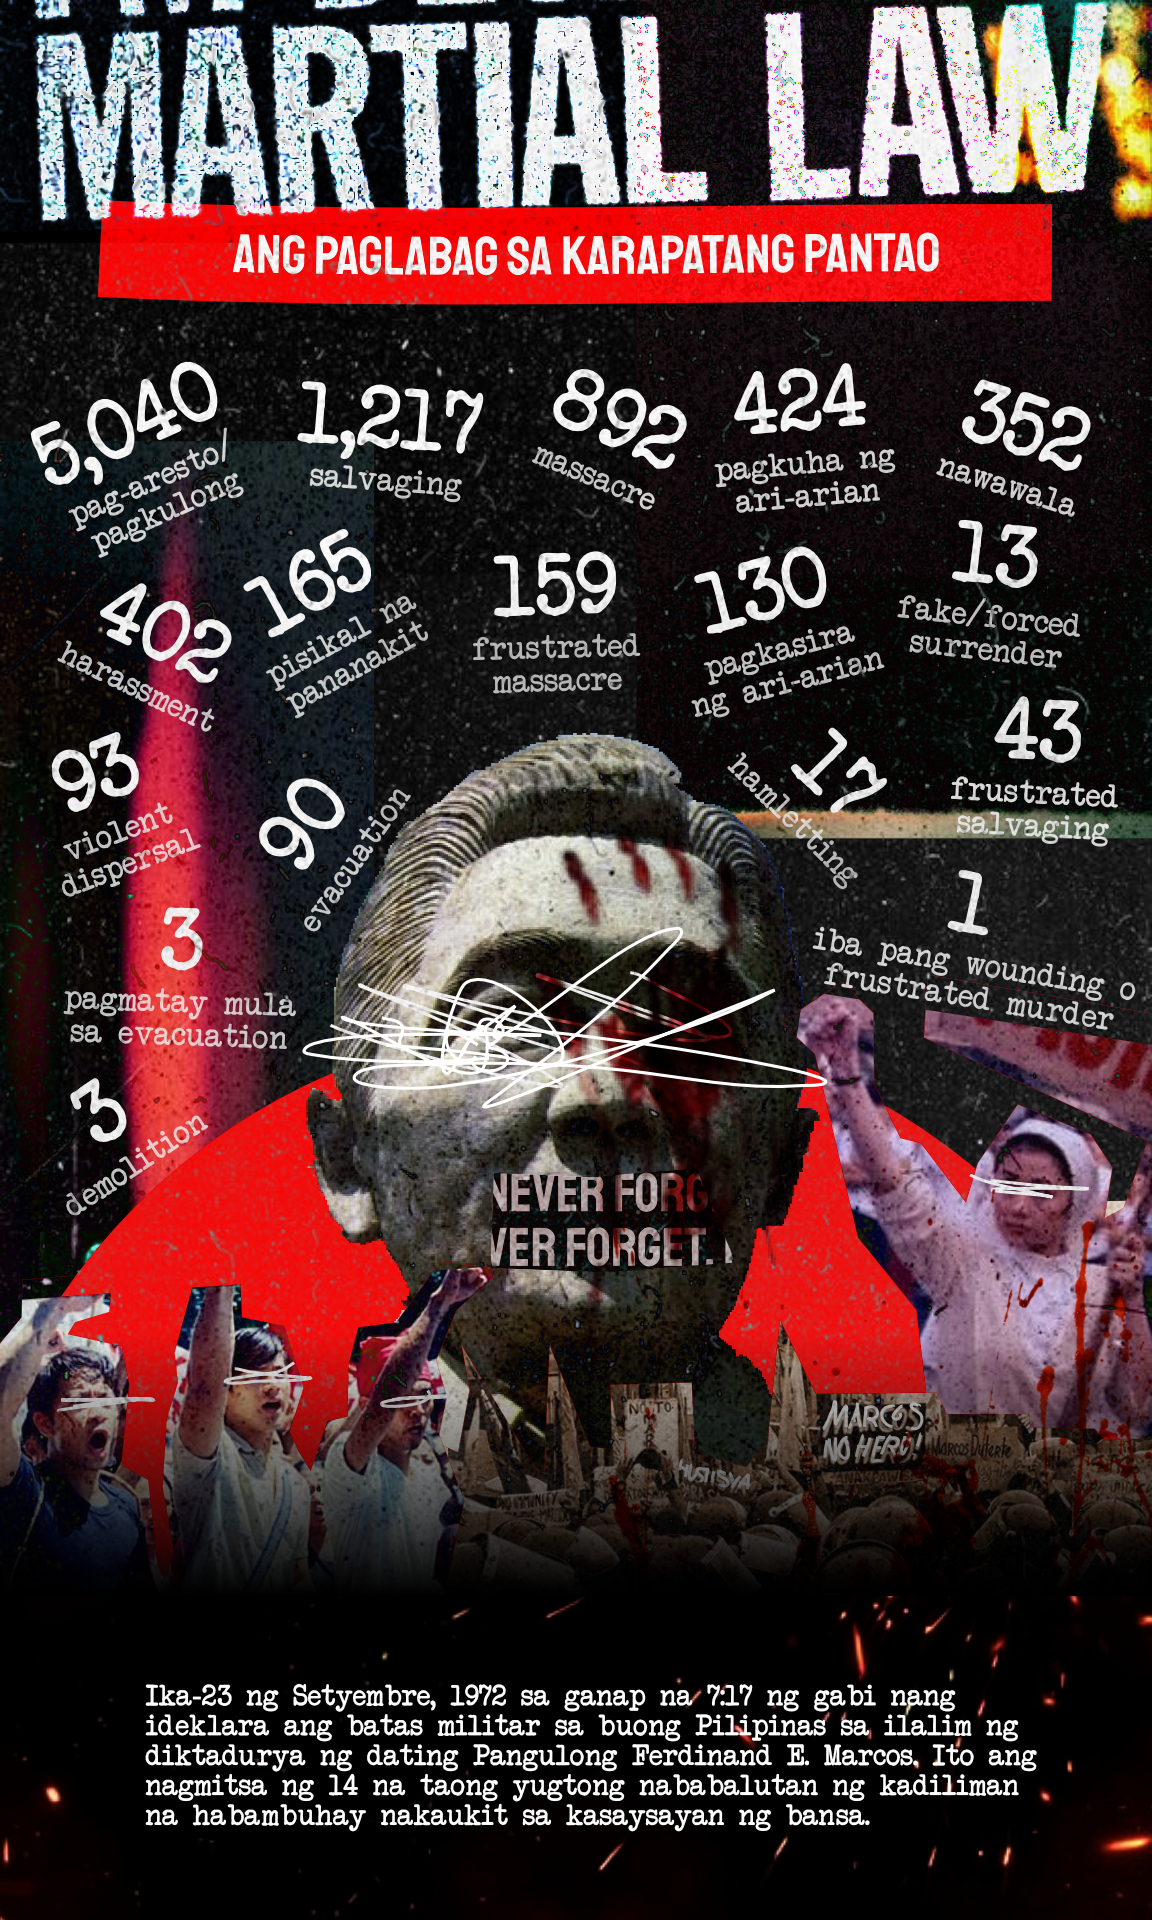 MARTIAL LAW
ANG PAGLABAG SA KARAPATANG PANTAO
5,040
pag-aresto/
pagkulong
1,217
salvaging
892
massacre
424
pagkuha ng
ari-arian
352
nawawala
402
harassment
165
pisikal na
pananakit
159
frustrated
massacre
130
pagkasira
ng ari-arian
13
fake/forced
surrender
93
violent
dispersal
90
evacuation
17
hamletting
43
frustrated
salvaging
3
pagmatay mula
sa evacuation
1
iba pang wounding o
frustrated murder
3
demolition
NEVER FORG
VER FORGET.
NO TO
HUSTISYA
MARCOS
NO HERO!
Ika-23 ng Setyembre, 1972 sa ganap na 7:17 ng gabi nang
ideklara ang batas militar sa buong Pilipinas sa ilalim ng
diktadurya ng dating Pangulong Ferdinand E. Marcos. Ito ang
nagmitsa ng 14 na taong yugtong nababalutan ng kadiliman
na habambuhay nakaukit sa kasaysayan ng bansa.